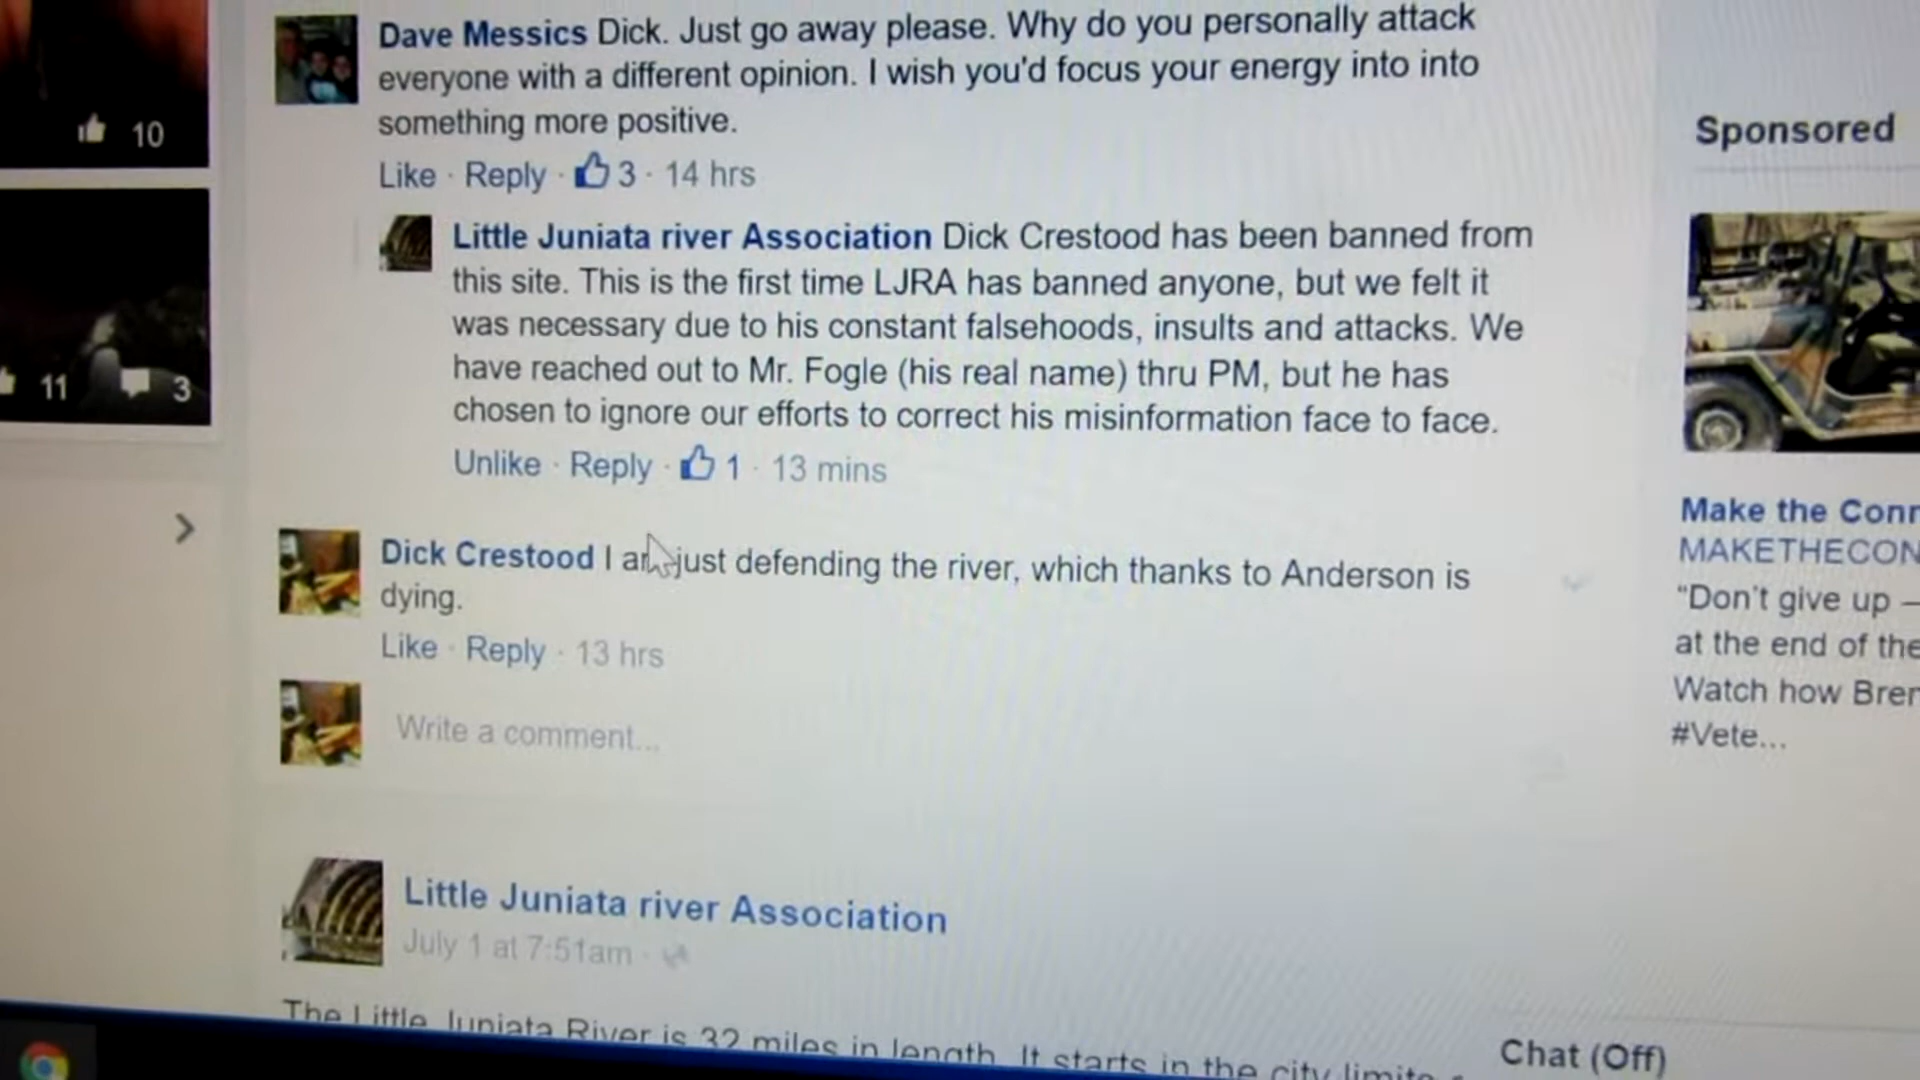 Dave Messics Dick. Just go away please. Why do you personally attack
everyone with a different opinion. I wish you'd focus your energy into into
something more positive.
Like · Reply · 3 · 14 hrs
10
Little Juniata river Association Dick Crestood has been banned from
this site. This is the first time LJRA has banned anyone, but we felt it
was necessary due to his constant falsehoods, insults and attacks. We
have reached out to Mr. Fogle (his real name) thru PM, but he has
chosen to ignore our efforts to correct his misinformation face to face.
Unlike · Reply · 1 · 13 mins
11 3
Dick Crestood I am just defending the river, which thanks to Anderson is
dying.
Like · Reply · 13 hrs
Write a comment...
Little Juniata river Association
July 1 at 7:51am ·
The Little Juniata River is 32 miles in length. It starts in the city limits
Sponsored
Make the Conn
MAKETHECON
"Don't give up –
at the end of the
Watch how Bren
#Vete...
Chat (Off)